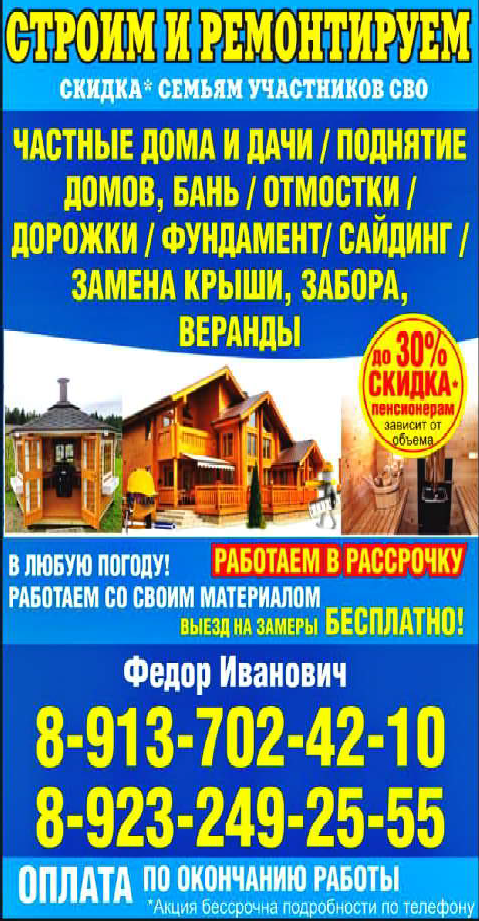 СТРОИМ И РЕМОНТИРУЕМ
СКИДКА* СЕМЬЯМ УЧАСТНИКОВ СВО
ЧАСТНЫЕ ДОМА И ДАЧИ / ПОДНЯТИЕ
ДОМОВ, БАНЬ / ОТМОСТКИ /
ДОРОЖКИ / ФУНДАМЕНТ/ САЙДИНГ /
ЗАМЕНА КРЫШИ, ЗАБОРА,
ВЕРАНДЫ
до 30%
СКИДКА*
пенсионерам
зависит от
объема
В ЛЮБУЮ ПОГОДУ!
РАБОТАЕМ В РАССРОЧКУ
РАБОТАЕМ СО СВОИМ МАТЕРИАЛОМ
ВЫЕЗД НА ЗАМЕРЫ БЕСПЛАТНО!
Федор Иванович
8-913-702-42-10
8-923-249-25-55
ОПЛАТА ПО ОКОНЧАНИЮ РАБОТЫ
*Акция бессрочна подробности по телефону